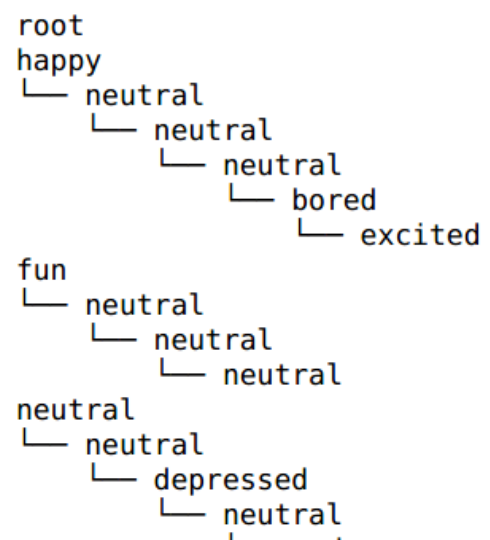 root
happy
└── neutral
    └── neutral
        └── neutral
            └── bored
                └── excited
fun
└── neutral
    └── neutral
        └── neutral
neutral
└── neutral
    └── depressed
        └── neutral